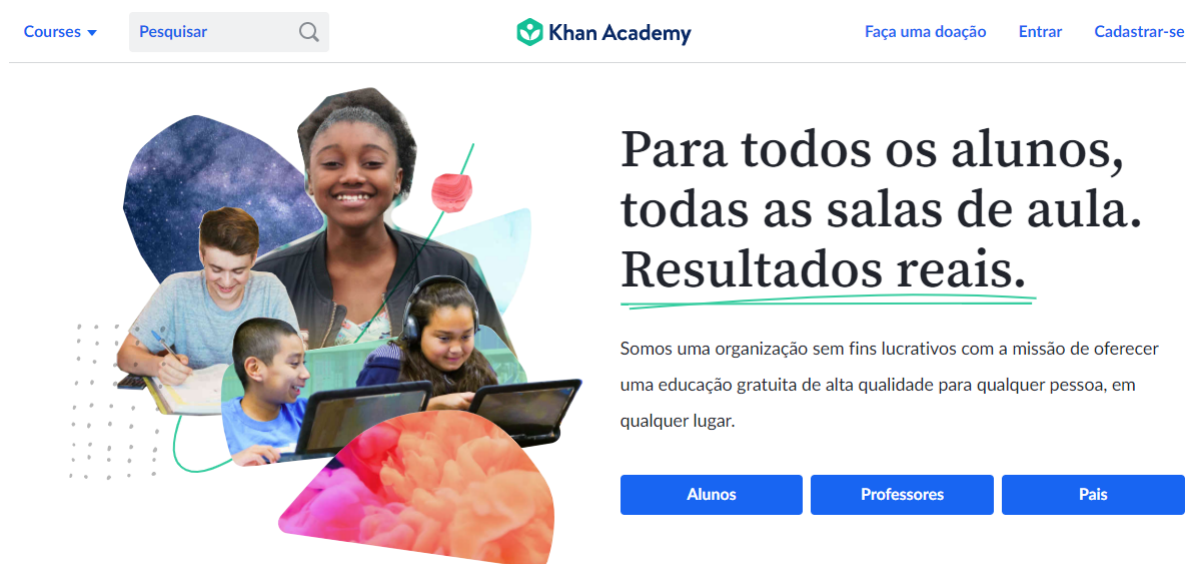 Courses
Pesquisar
Khan Academy
Faça uma doação
Entrar
Cadastrar-se
Para todos os alunos,
todas as salas de aula.
Resultados reais.
Somos uma organização sem fins lucrativos com a missão de oferecer
uma educação gratuita de alta qualidade para qualquer pessoa, em
qualquer lugar.
Alunos
Professores
Pais